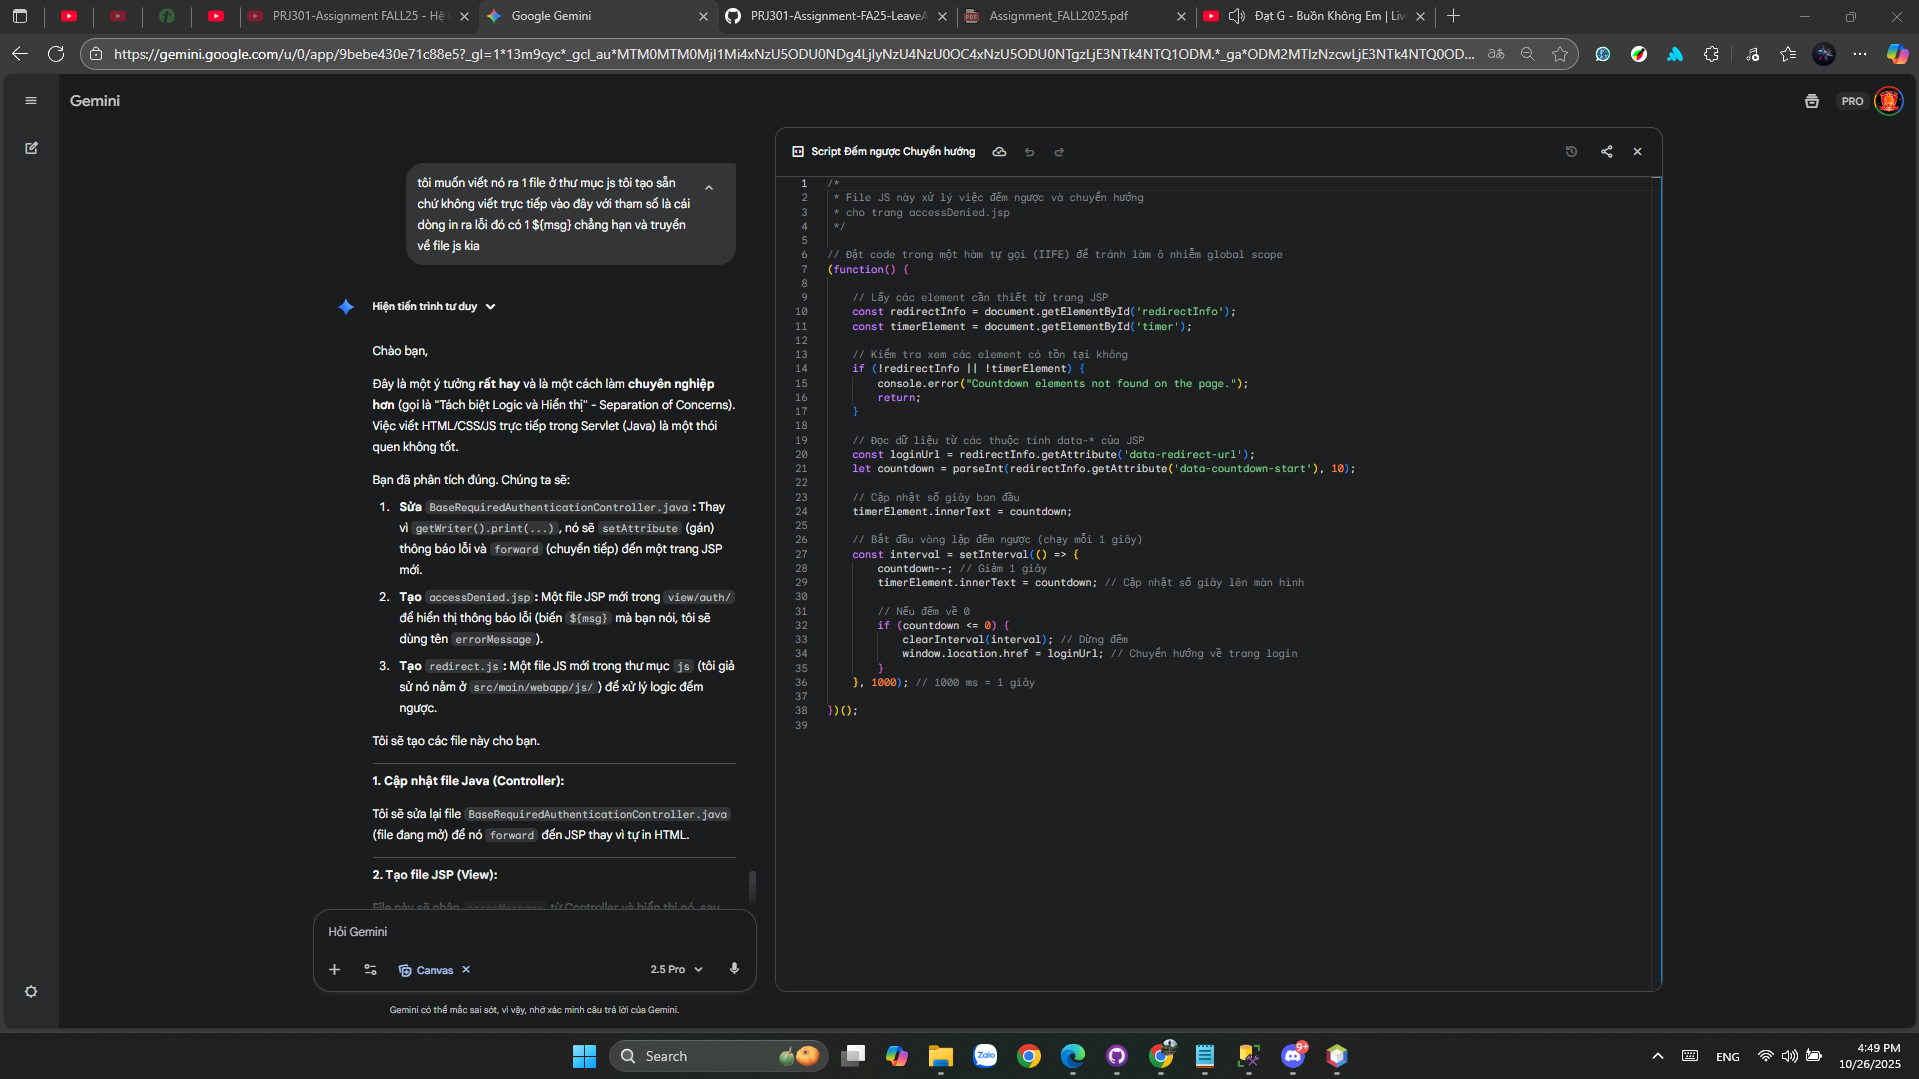 PRJ301-Assignment FALL25 - Hệ
Google Gemini
PRJ301-Assignment-FA25-LeaveA
Assignment_FALL2025.pdf
Đạt G - Buồn Không Em | Liv
https://gemini.google.com/u/0/app/9bebe430e71c88e5?_gl=1*13m9cyc*_gcl_au*
Gemini
PRO
tôi muốn viết nó ra 1 file ở thư mục js tôi tạo sẵn
chứ không viết trực tiếp vào đây với tham số là cái
dòng in ra lỗi đó có 1 ${msg} chẳng hạn và truyền
về file js kia
Hiện tiến trình tư duy
Chào bạn,
Đây là một ý tưởng rất hay và là một cách làm chuyên nghiệp
hơn (gọi là "Tách biệt Logic và Hiển thị" - Separation of Concerns).
Việc viết HTML/CSS/JS trực tiếp trong Servlet (Java) là một thói
quen không tốt.
Bạn đã phân tích đúng. Chúng ta sẽ:
1. Sửa BaseRequiredAuthenticationController.java : Thay
vì getWriter().print(...) , nó sẽ setAttribute (gán)
thông báo lỗi và forward (chuyển tiếp) đến một trang JSP
mới.
2. Tạo accessDenied.jsp : Một file JSP mới trong view/auth/
để hiển thị thông báo lỗi (biến ${msg} mà bạn nói, tôi sẽ
dùng tên errorMessage ).
3. Tạo redirect.js : Một file JS mới trong thư mục js (tôi giả
sử nó nằm ở src/main/webapp/js/ ) để xử lý logic đếm
ngược.
Tôi sẽ tạo các file này cho bạn.
1. Cập nhật file Java (Controller):
Tôi sẽ sửa lại file BaseRequiredAuthenticationController.java
(file đang mở) để nó forward đến JSP thay vì tự in HTML.
2. Tạo file JSP (View):
File này sẽ nhận errorMessage từ Controller và hiển thị nó, sau
Hỏi Gemini
Canvas
2.5 Pro
Gemini có thể mắc sai sót, vì vậy, nhớ xác minh câu trả lời của Gemini.
Script Đếm ngược Chuyển hướng
1 /*
2 * File JS này xử lý việc đếm ngược và chuyển hướng
3 * cho trang accessDenied.jsp
4 */
5
6 // Đặt code trong một hàm tự gọi (IIFE) để tránh làm ô nhiễm global scope
7 (function() {
8
9 // Lấy các element cần thiết từ trang JSP
10 const redirectInfo = document.getElementById('redirectInfo');
11 const timerElement = document.getElementById('timer');
12
13 // Kiểm tra xem các element có tồn tại không
14 if (!redirectInfo || !timerElement) {
15 console.error("Countdown elements not found on the page.");
16 return;
17 }
18
19 // Đọc dữ liệu từ các thuộc tính data-* của JSP
20 const loginUrl = redirectInfo.getAttribute('data-redirect-url');
21 let countdown = parseInt(redirectInfo.getAttribute('data-countdown-start'), 10);
22
23 // Cập nhật số giây ban đầu
24 timerElement.innerText = countdown;
25
26 // Bắt đầu vòng lặp đếm ngược (chạy mỗi 1 giây)
27 const interval = setInterval(() => {
28 countdown--; // Giảm 1 giây
29 timerElement.innerText = countdown; // Cập nhật số giây lên màn hình
30
31 // Nếu đếm về 0
32 if (countdown <= 0) {
33 clearInterval(interval); // Dừng đếm
34 window.location.href = loginUrl; // Chuyển hướng về trang login
35 }
36 }, 1000); // 1000 ms = 1 giây
37
38 })();
39
Search
Zalo
9+
ENG
4:49 PM
10/26/2025